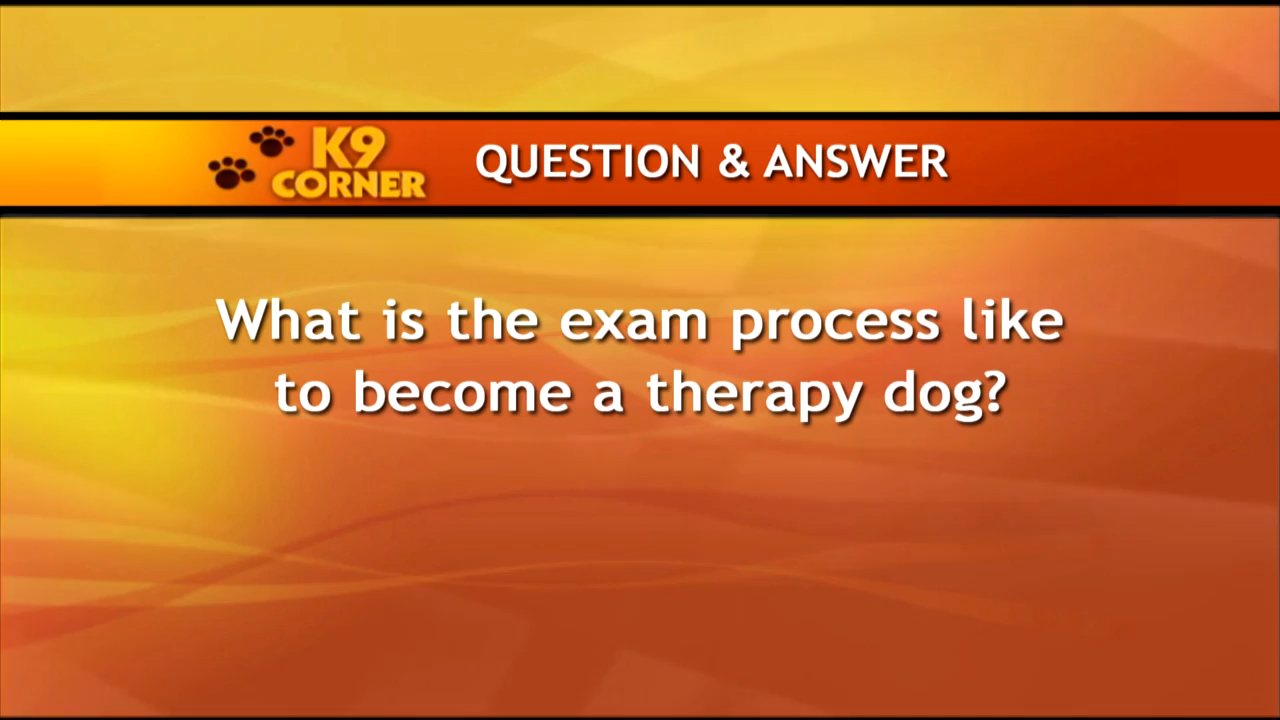 K9
CORNER
QUESTION & ANSWER
What is the exam process like
to become a therapy dog?